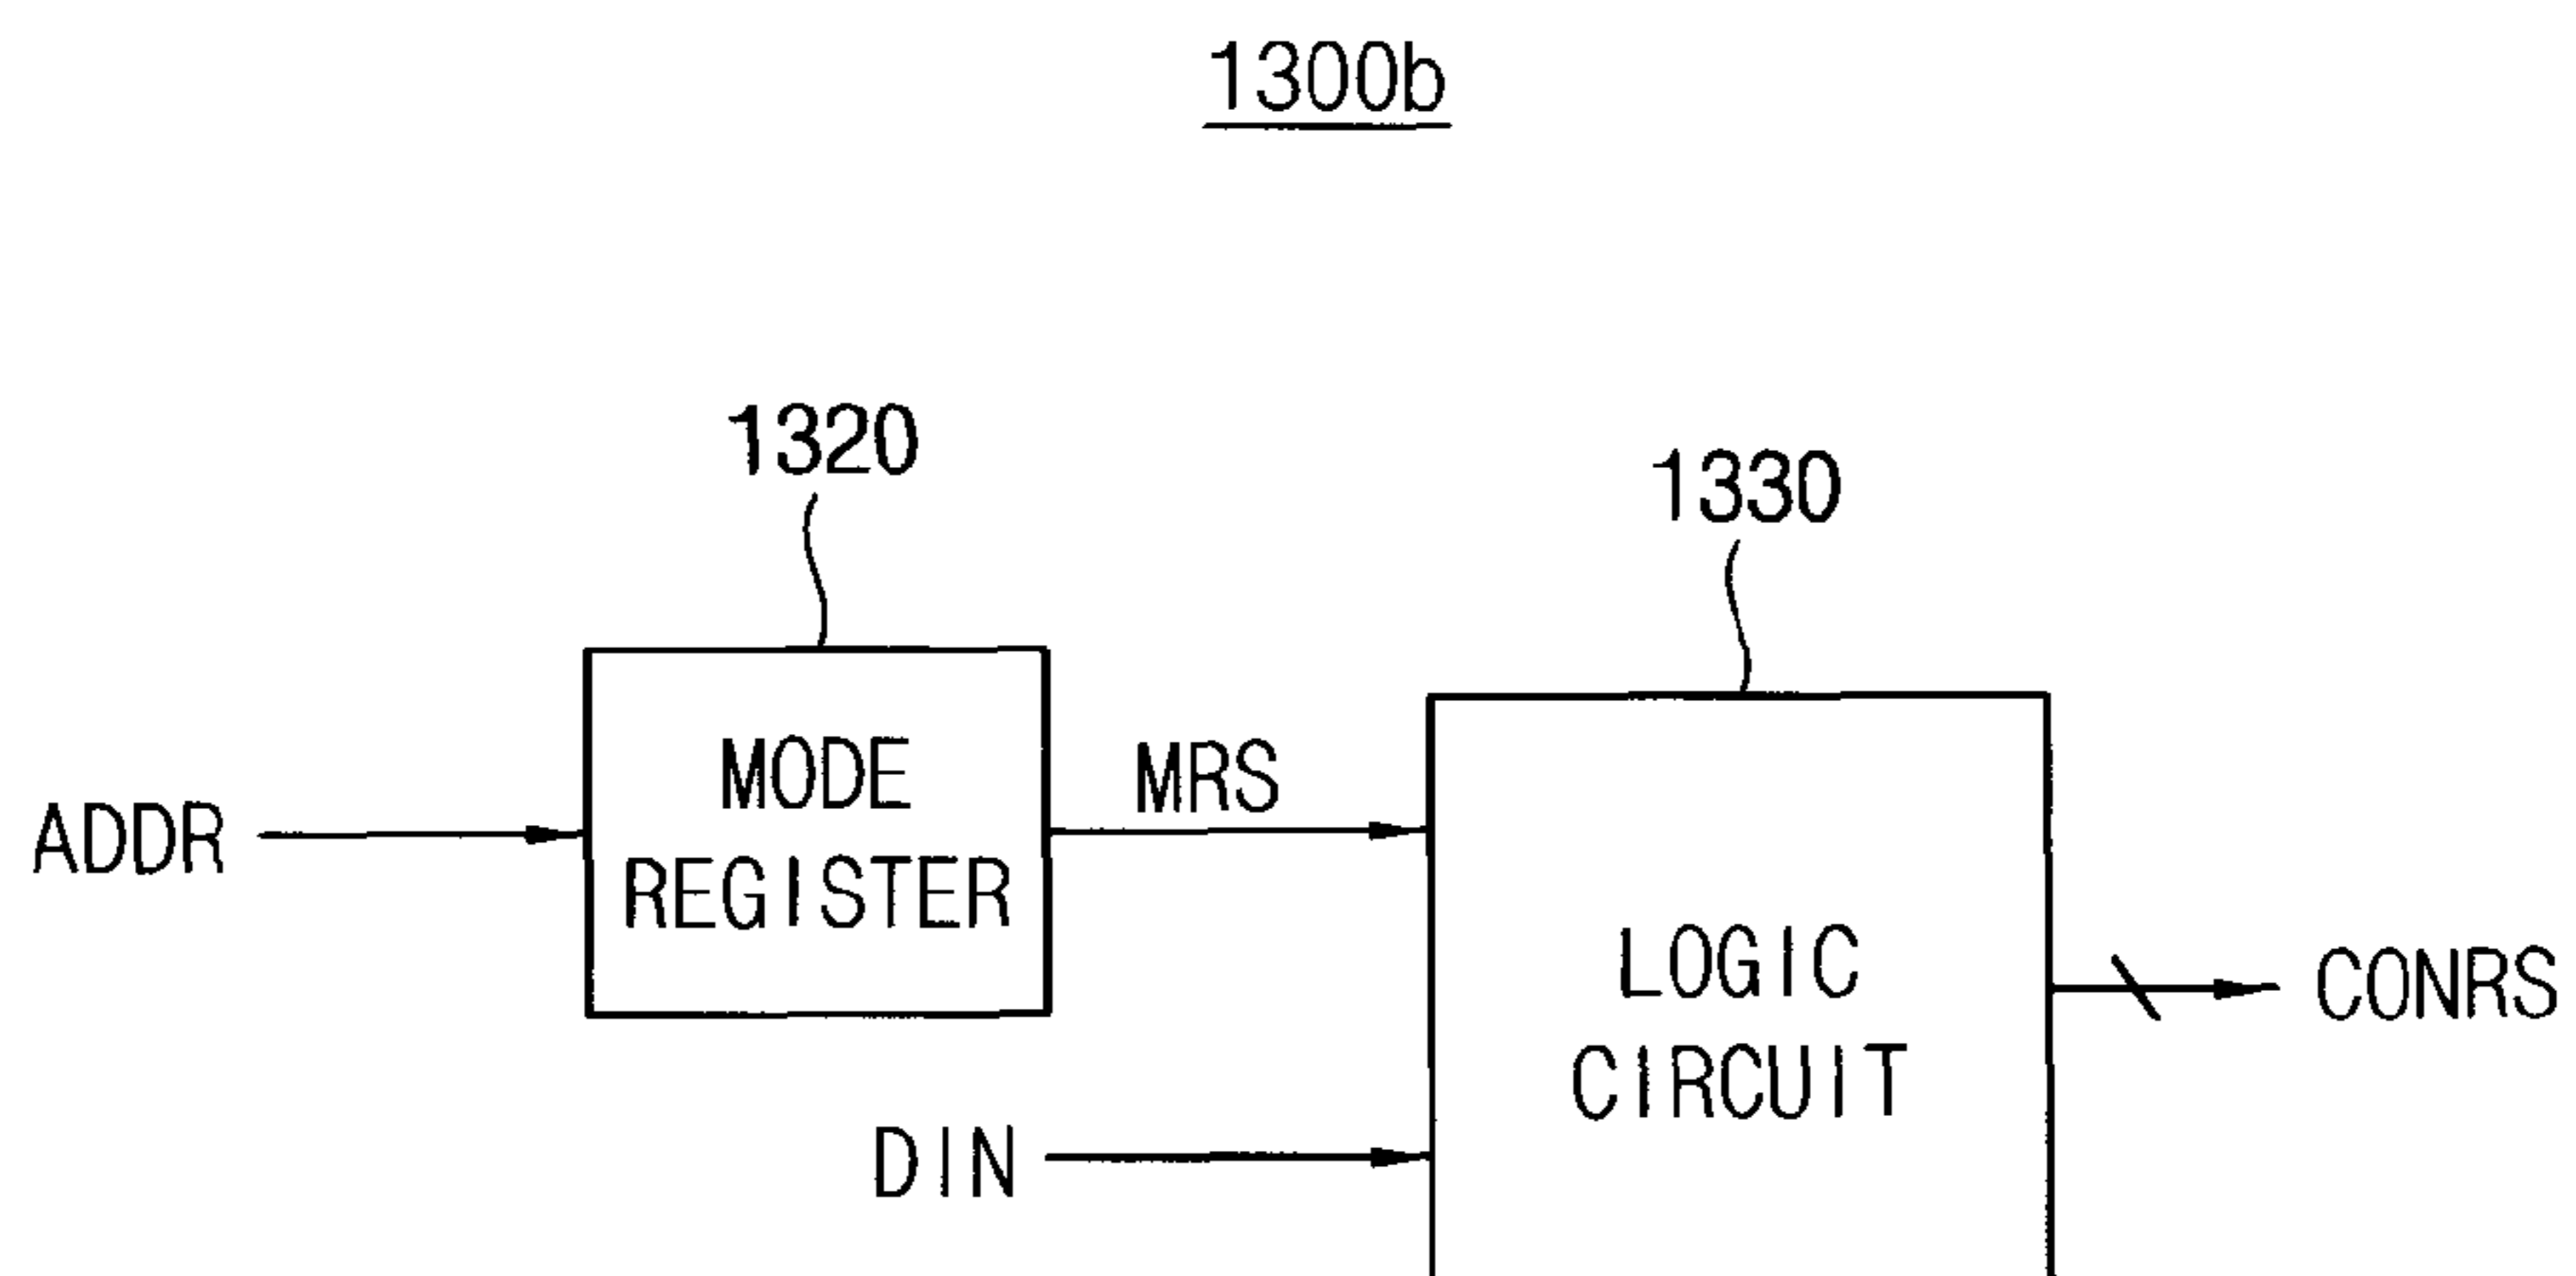 1300b
1320
1330
MODE
REGISTER
MRS
ADDR
LOGIC
CIRCUIT
CONRS
DIN